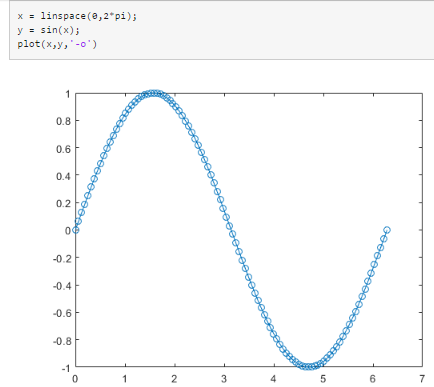 x = linspace(0,2*pi);
y = sin(x);
plot(x,y,'-o')
1
0.8
0.6
0.4
0.2
0
-0.2
-0.4
-0.6
-0.8
-1
0 1 2 3 4 5 6 7